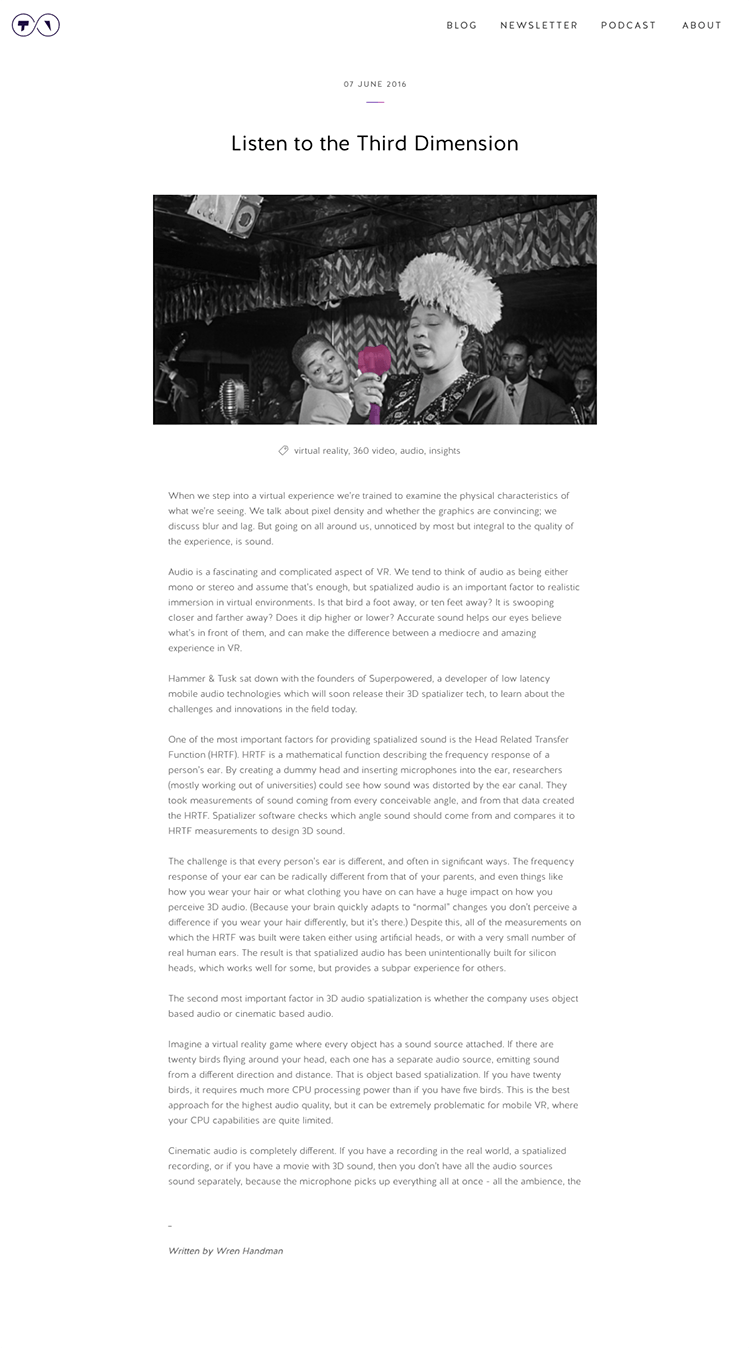 BLOG NEWSLETTER PODCAST ABOUT
07 JUNE 2016
Listen to the Third Dimension
virtual reality, 360 video, audio, insights
When we step into a virtual experience we're trained to examine the physical characteristics of
what we're seeing. We talk about pixel density and whether the graphics are convincing; we
discuss blur and lag. But going on all around us, unnoticed by most but integral to the quality of
the experience, is sound.
Audio is a fascinating and complicated aspect of VR. We tend to think of audio as being either
mono or stereo and assume that's enough, but spatialized audio is an important factor to realistic
immersion in virtual environments. Is that bird a foot away, or ten feet away? It is swooping
closer and farther away? Does it dip higher or lower? Accurate sound helps our eyes believe
what's in front of them, and can make the difference between a mediocre and amazing
experience in VR.
Hammer & Tusk sat down with the founders of Superpowered, a developer of low latency
mobile audio technologies which will soon release their 3D spatializer tech, to learn about the
challenges and innovations in the field today.
One of the most important factors for providing spatialized sound is the Head Related Transfer
Function (HRTF). HRTF is a mathematical function describing the frequency response of a
person's ear. By creating a dummy head and inserting microphones into the ear, researchers
(mostly working out of universities) could see how sound was distorted by the ear canal. They
took measurements of sound coming from every conceivable angle, and from that data created
the HRTF. Spatializer software checks which angle sound should come from and compares it to
HRTF measurements to design 3D sound.
The challenge is that every person's ear is different, and often in significant ways. The frequency
response of your ear can be radically different from that of your parents, and even things like
how you wear your hair or what clothing you have on can have a huge impact on how you
perceive 3D audio. (Because your brain quickly adapts to "normal" changes you don't perceive a
difference if you wear your hair differently, but it's there.) Despite this, all of the measurements on
which the HRTF was built were taken either using artificial heads, or with a very small number of
real human ears. The result is that spatialized audio has been unintentionally built for silicon
heads, which works well for some, but provides a subpar experience for others.
The second most important factor in 3D audio spatialization is whether the company uses object
based audio or cinematic based audio.
Imagine a virtual reality game where every object has a sound source attached. If there are
twenty birds flying around your head, each one has a separate audio source, emitting sound
from a different direction and distance. That is object based spatialization. If you have twenty
birds, it requires much more CPU processing power than if you have five birds. This is the best
approach for the highest audio quality, but it can be extremely problematic for mobile VR, where
your CPU capabilities are quite limited.
Cinematic audio is completely different. If you have a recording in the real world, a spatialized
recording, or if you have a movie with 3D sound, then you don't have all the audio sources
sound separately, because the microphone picks up everything all at once - all the ambience, the
–
Written by Wren Handman